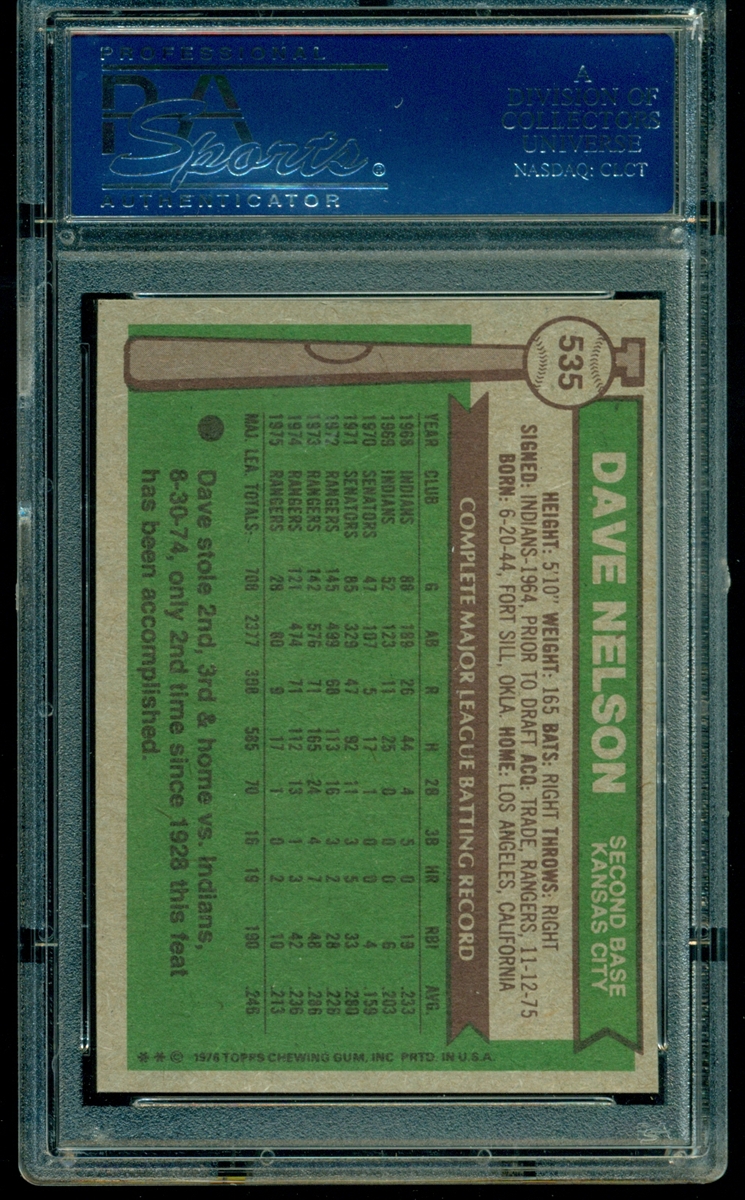 PROFESSIONAL
PSA
Sports®
AUTHENTICATOR
A
DIVISION OF
COLLECTORS
UNIVERSE
NASDAQ: CLCT
535
DAVE NELSON
SECOND BASE
KANSAS CITY
HEIGHT: 5'10" WEIGHT: 165 BATS: RIGHT THROWS: RIGHT
SIGNED: INDIANS-1964, PRIOR TO DRAFT ACQ: TRADE, RANGERS, 11-12-75
BORN: 6-20-44, FORT SILL, OKLA. HOME: LOS ANGELES, CALIFORNIA
COMPLETE MAJOR LEAGUE BATTING RECORD
YEAR CLUB G AB R H 2B 3B HR RBI AVG.
1968 INDIANS 88 189 26 44 4 5 0 19 .233
1969 INDIANS 52 123 11 25 0 0 0 6 .203
1970 SENATORS 47 107 5 17 1 0 0 4 .159
1971 SENATORS 85 329 47 92 11 3 5 33 .280
1972 RANGERS 145 499 68 113 16 3 2 28 .226
1973 RANGERS 142 576 71 165 24 4 7 48 .286
1974 RANGERS 121 474 71 112 13 1 3 42 .236
1975 RANGERS 28 80 9 17 1 0 2 10 .213
MAJ. LEA. TOTALS- 708 2377 308 585 70 16 19 190 .246
Dave stole 2nd, 3rd & home vs. Indians,
8-30-74, only 2nd time since 1928 this feat
has been accomplished.
* * © 1976 TOPPS CHEWING GUM, INC PRTD. IN U.S.A.